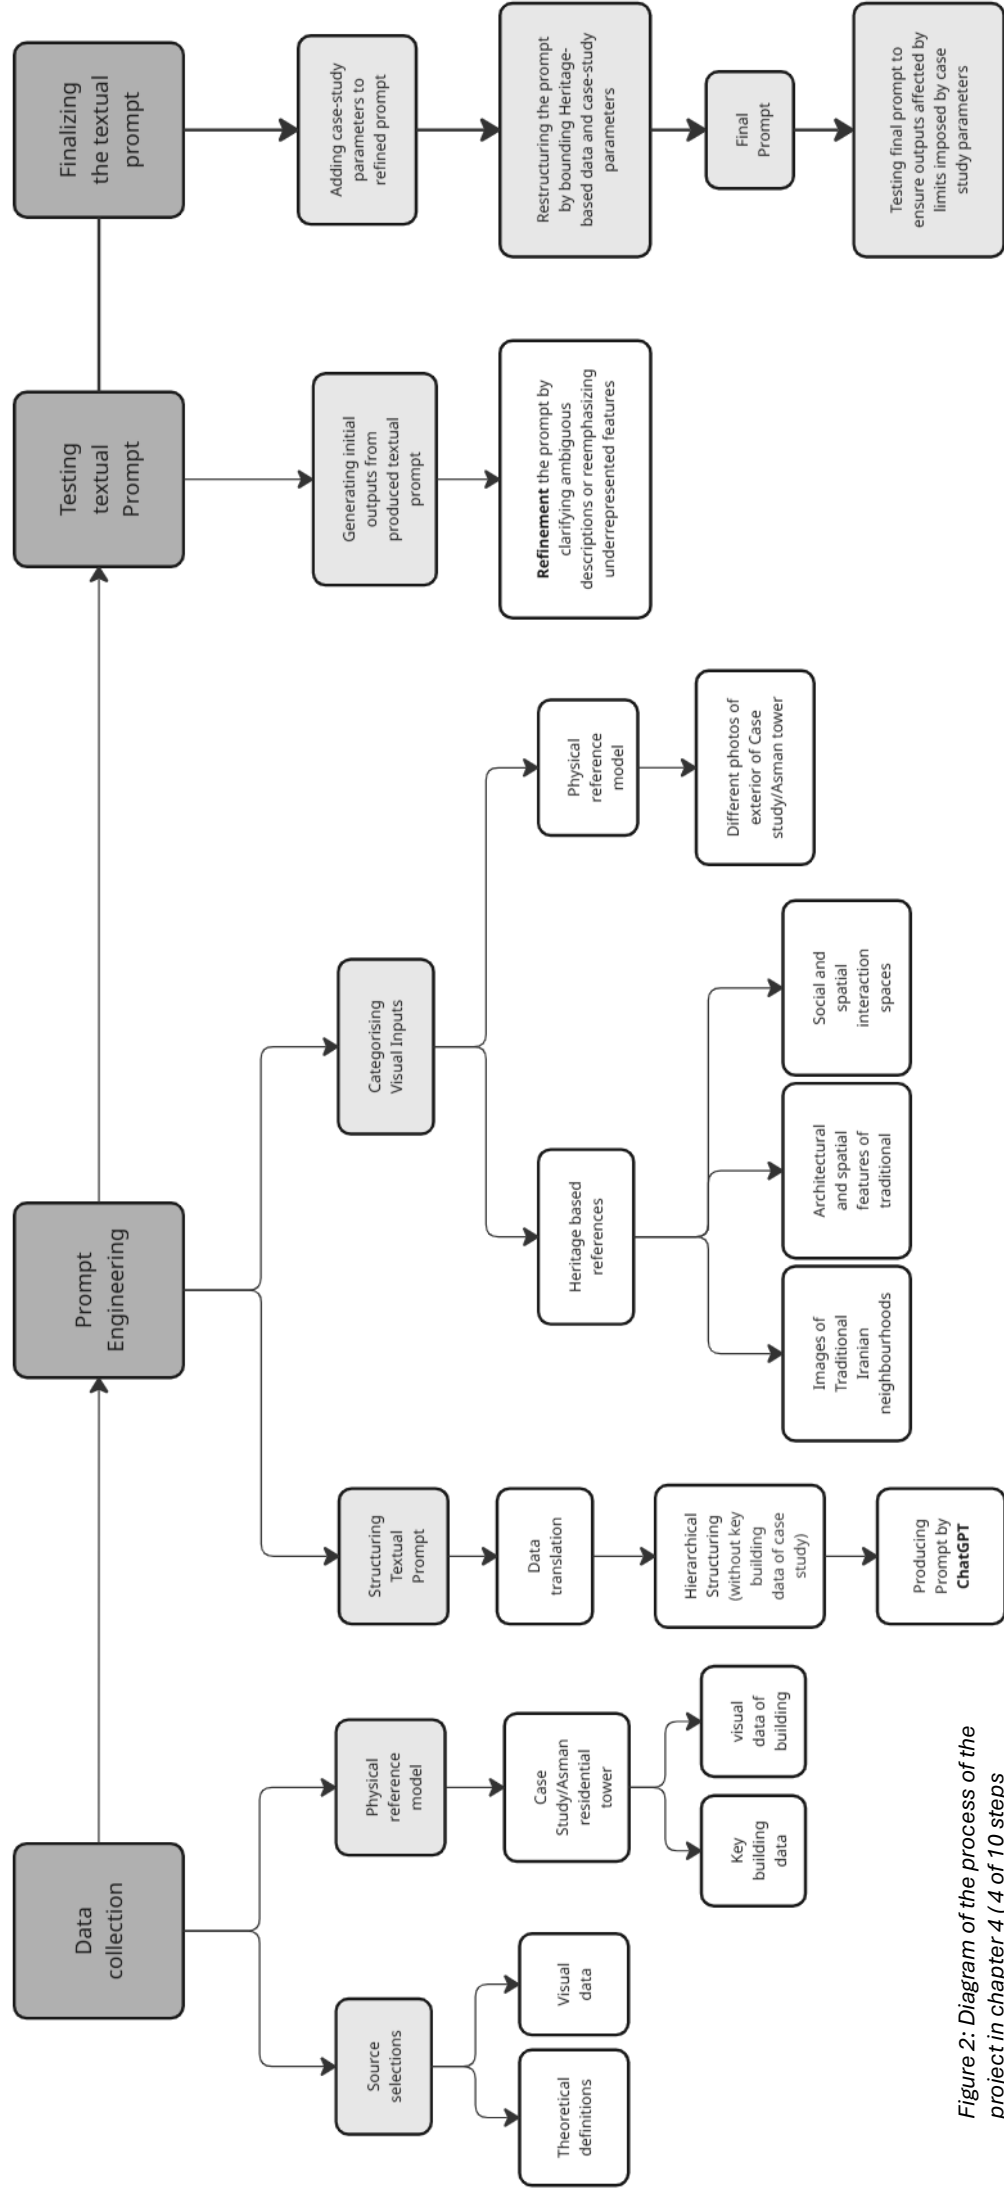 Data
collection
Prompt
Engineering
Testing
textual
Prompt
Finalizing
the textual
prompt
Source
selections
Theoretical
definitions
Visual
data
Physical
reference
model
Case
Study/Asman
residential
tower
Key
building
data
visual
data of
building
Structuring
Textual
Prompt
Data
translation
Hierarchical
Structuring
(without key
building
data of case
study)
Producing
Prompt by
ChatGPT
Categorising
Visual Inputs
Heritage based
references
Images of
Traditional
Iranian
neighbourhoods
Architectural
and spatial
features of
traditional
Social and
spatial
interaction
spaces
Physical
reference
model
Different photos of
exterior of Case
study/Asman tower
Generating initial
outputs from
produced textual
prompt
Refinement the prompt by
clarifying ambiguous
descriptions or reemphasizing
underrepresented features
Adding case-study
parameters to
refined prompt
Restructuring the prompt
by bounding Heritage-
based data and case-study
parameters
Final
Prompt
Testing final prompt to
ensure outputs affected by
limits imposed by case
study parameters
Figure 2: Diagram of the process of the
project in chapter 4 ( 4 of 10 steps